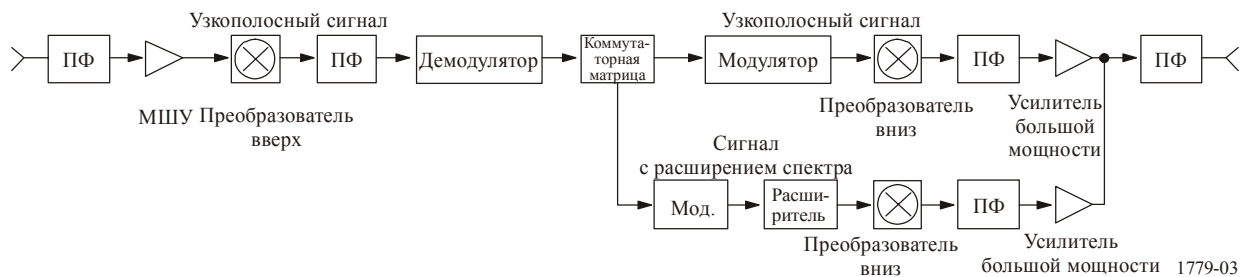 Узкополосный сигнал
Узкополосный сигнал
ПФ
ПФ
Демодулятор
Коммута-
торная
матрица
Модулятор
ПФ
ПФ
МШУ
Преобразователь
вверх
Преобразователь
вниз
Усилитель
большой
мощности
Сигнал
с расширением спектра
Мод.
Расши-
ритель
ПФ
Преобразователь
вниз
Усилитель
большой мощности
1779-03